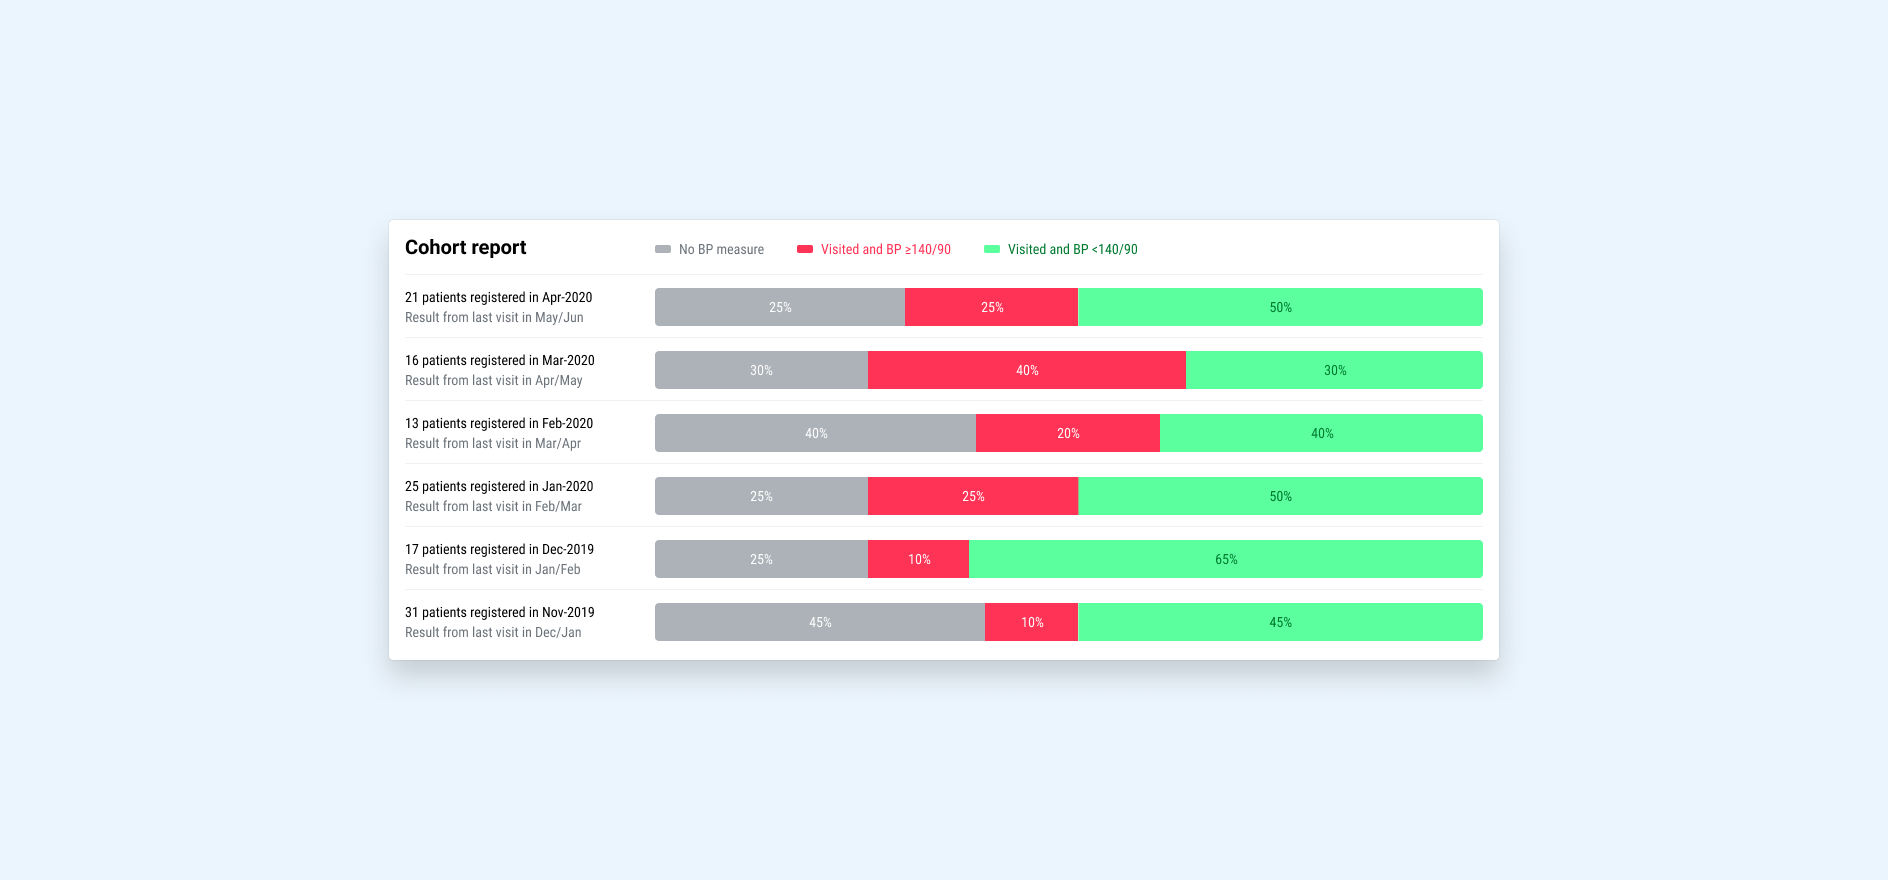 Cohort report
No BP measure
Visited and BP ≥140/90
Visited and BP <140/90
21 patients registered in Apr-2020
Result from last visit in May/Jun
25%
25%
50%
16 patients registered in Mar-2020
Result from last visit in Apr/May
30%
40%
30%
13 patients registered in Feb-2020
Result from last visit in Mar/Apr
40%
20%
40%
25 patients registered in Jan-2020
Result from last visit in Feb/Mar
25%
25%
50%
17 patients registered in Dec-2019
Result from last visit in Jan/Feb
25%
10%
65%
31 patients registered in Nov-2019
Result from last visit in Dec/Jan
45%
10%
45%